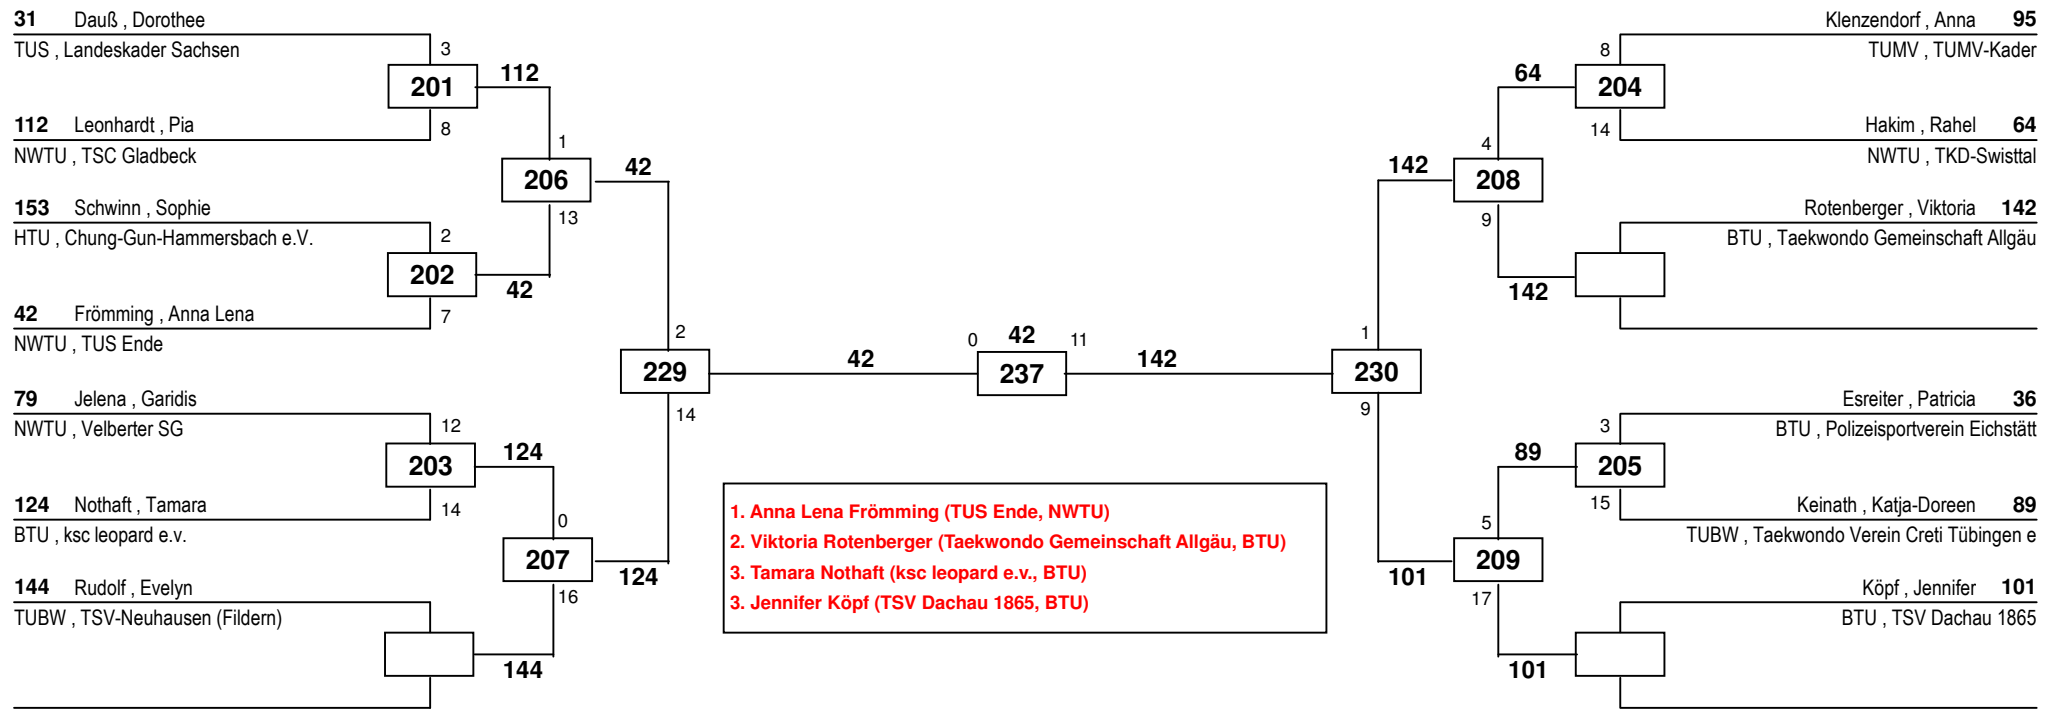 31 Dauß , Dorothee
TUS , Landeskader Sachsen
3
201
112
8
112 Leonhardt , Pia
NWTU , TSC Gladbeck
1
206
42
13
153 Schwinn , Sophie
HTU , Chung-Gun-Hammersbach e.V.
2
202
42
7
42 Frömming , Anna Lena
NWTU , TUS Ende
2
229
42
14
79 Jelena , Garidis
NWTU , Velberter SG
12
203
124
14
124 Nothaft , Tamara
BTU , ksc leopard e.v.
0
207
124
16
144 Rudolf , Evelyn
TUBW , TSV-Neuhausen (Fildern)
144
0 42 11
237
142
1. Anna Lena Frömming (TUS Ende, NWTU)
2. Viktoria Rotenberger (Taekwondo Gemeinschaft Allgäu, BTU)
3. Tamara Nothaft (ksc leopard e.v., BTU)
3. Jennifer Köpf (TSV Dachau 1865, BTU)
Klenzendorf , Anna 95
TUMV , TUMV-Kader
8
64
204
14
Hakim , Rahel 64
NWTU , TKD-Swisttal
4
142
208
9
Rotenberger , Viktoria 142
BTU , Taekwondo Gemeinschaft Allgäu
142
1
230
9
Esreiter , Patricia 36
BTU , Polizeisportverein Eichstätt
3
89
205
15
Keinath , Katja-Doreen 89
TUBW , Taekwondo Verein Creti Tübingen e
5
209
101
17
Köpf , Jennifer 101
BTU , TSV Dachau 1865
101